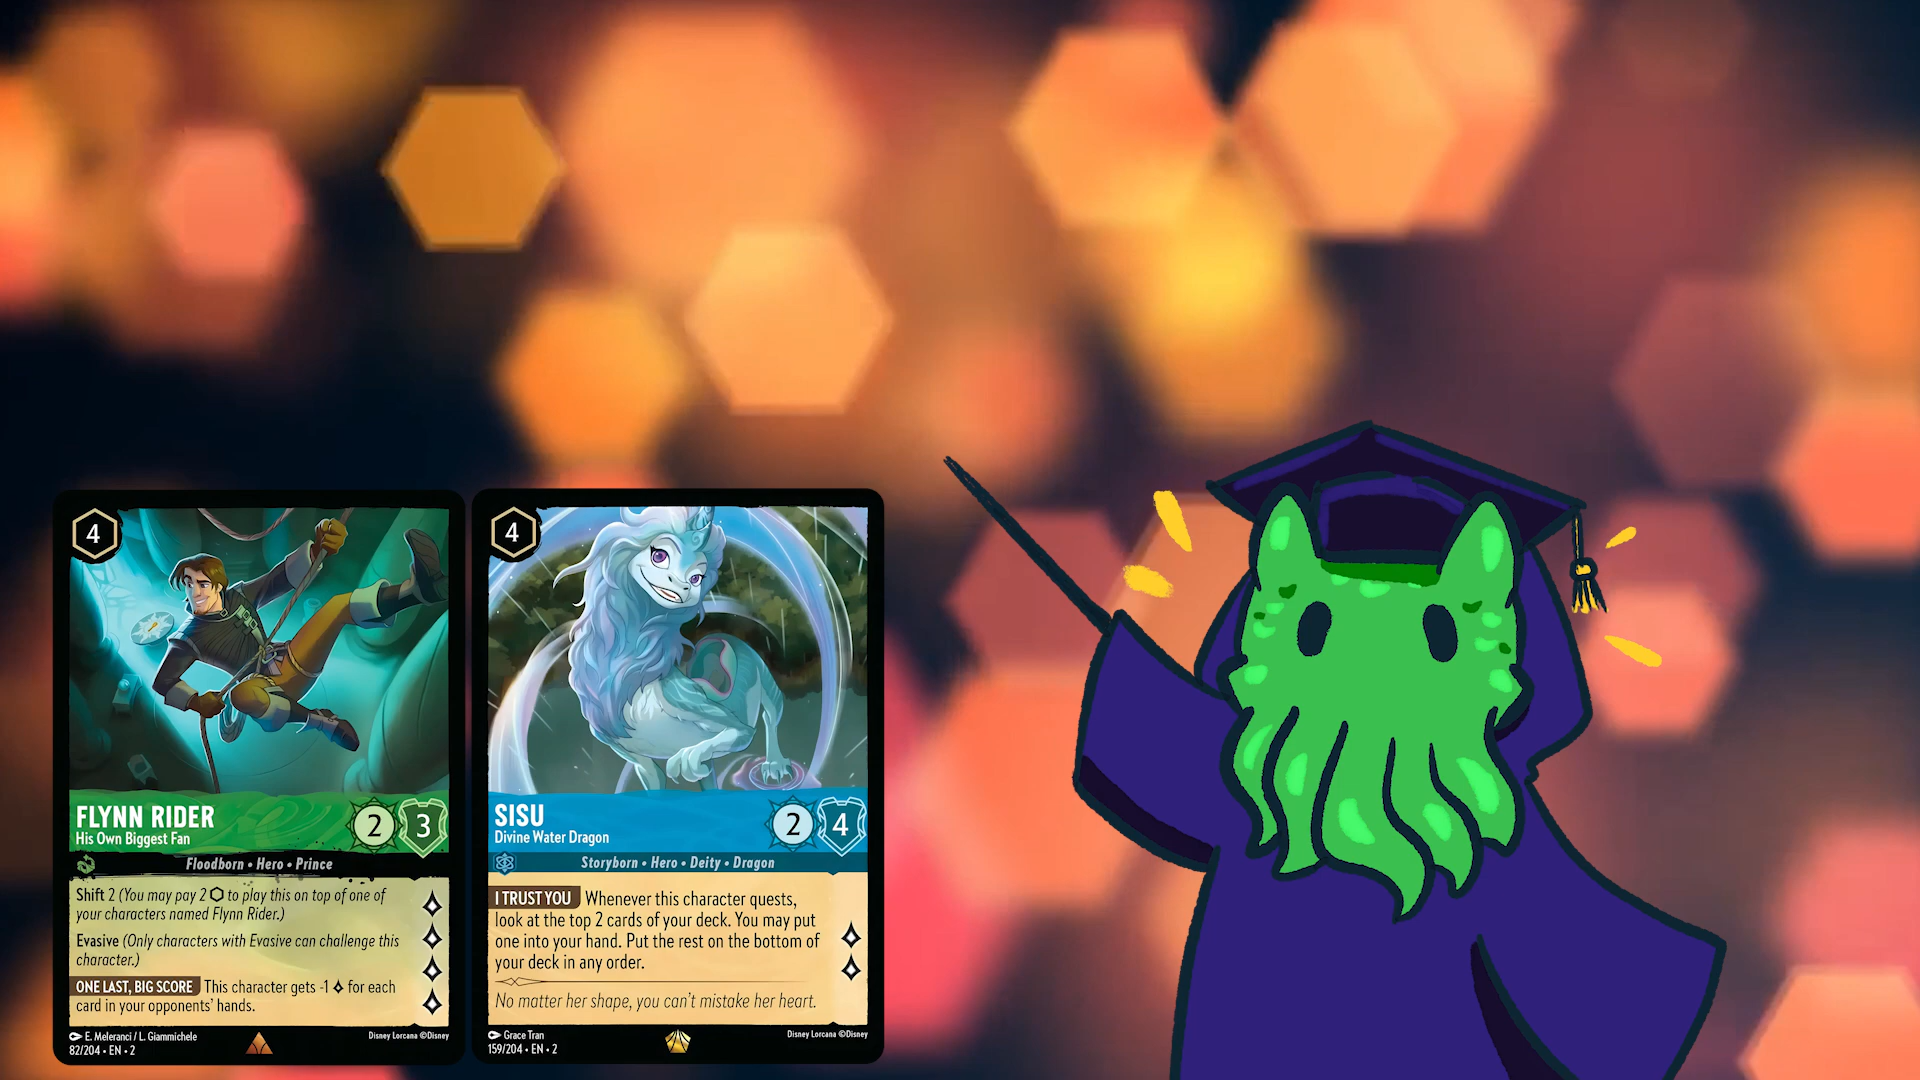 4
FLYNN RIDER
His Own Biggest Fan
2
3
Floodborn • Hero • Prince
Shift 2 (You may pay 2 ⬡ to play this on top of one of
your characters named Flynn Rider.)
Evasive (Only characters with Evasive can challenge this
character.)
ONE LAST, BIG SCORE This character gets -1 ◊ for each
card in your opponents' hands.
E. Meleranci / L. Giammichele
Disney Lorcana ©Disney
82/204 • EN • 2
4
SISU
Divine Water Dragon
2
4
Storyborn • Hero • Deity • Dragon
I TRUST YOU Whenever this character quests,
look at the top 2 cards of your deck. You may put
one into your hand. Put the rest on the bottom of
your deck in any order.
No matter her shape, you can't mistake her heart.
Grace Tran
Disney Lorcana ©Disney
159/204 • EN • 2